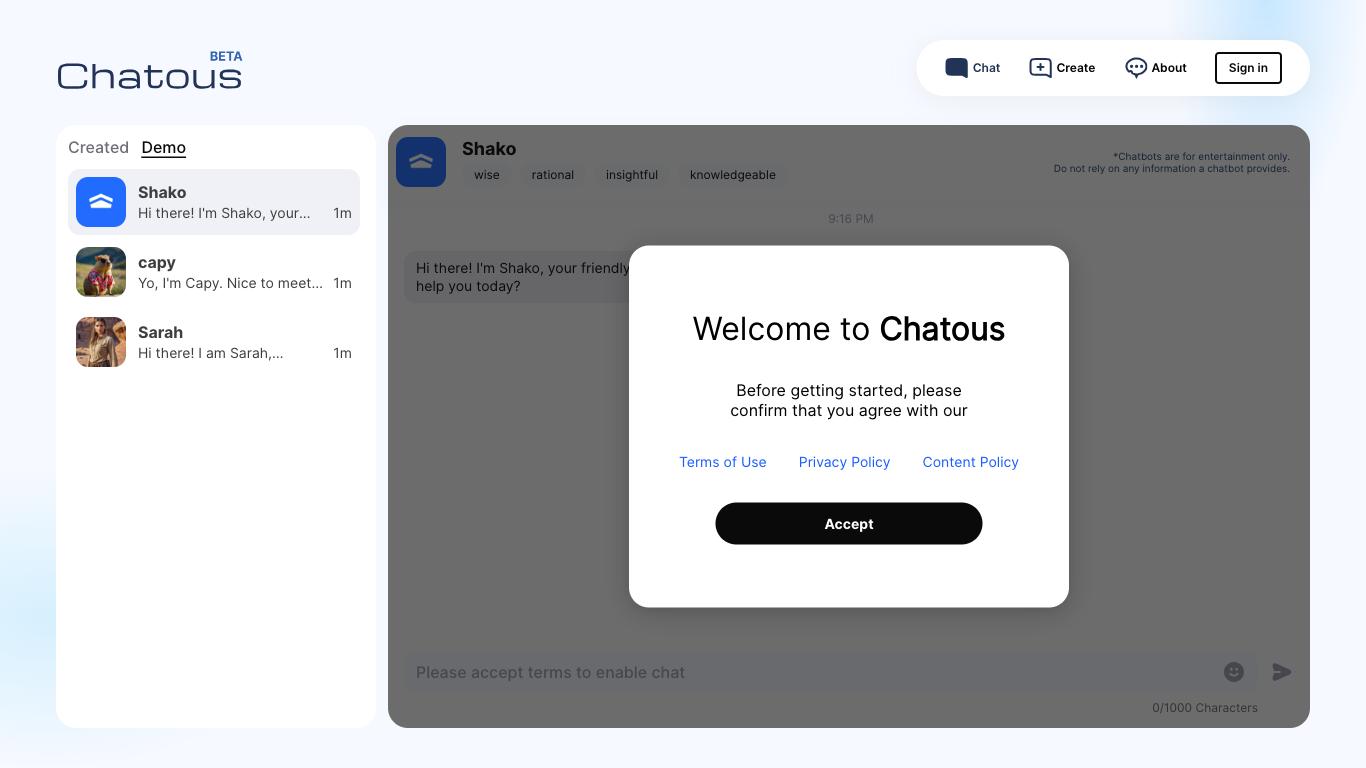 BETA
Chatous
Chat
Create
About
Sign in
Created
Demo
Shako
Hi there! I'm Shako, your...
1m
capy
Yo, I'm Capy. Nice to meet...
1m
Sarah
Hi there! I am Sarah,...
1m
Shako
wise
rational
insightful
knowledgeable
*Chatbots are for entertainment only.
Do not rely on any information a chatbot provides.
9:16 PM
Hi there! I'm Shako, your friendly
help you today?
Welcome to Chatous
Before getting started, please
confirm that you agree with our
Terms of Use
Privacy Policy
Content Policy
Accept
Please accept terms to enable chat
0/1000 Characters